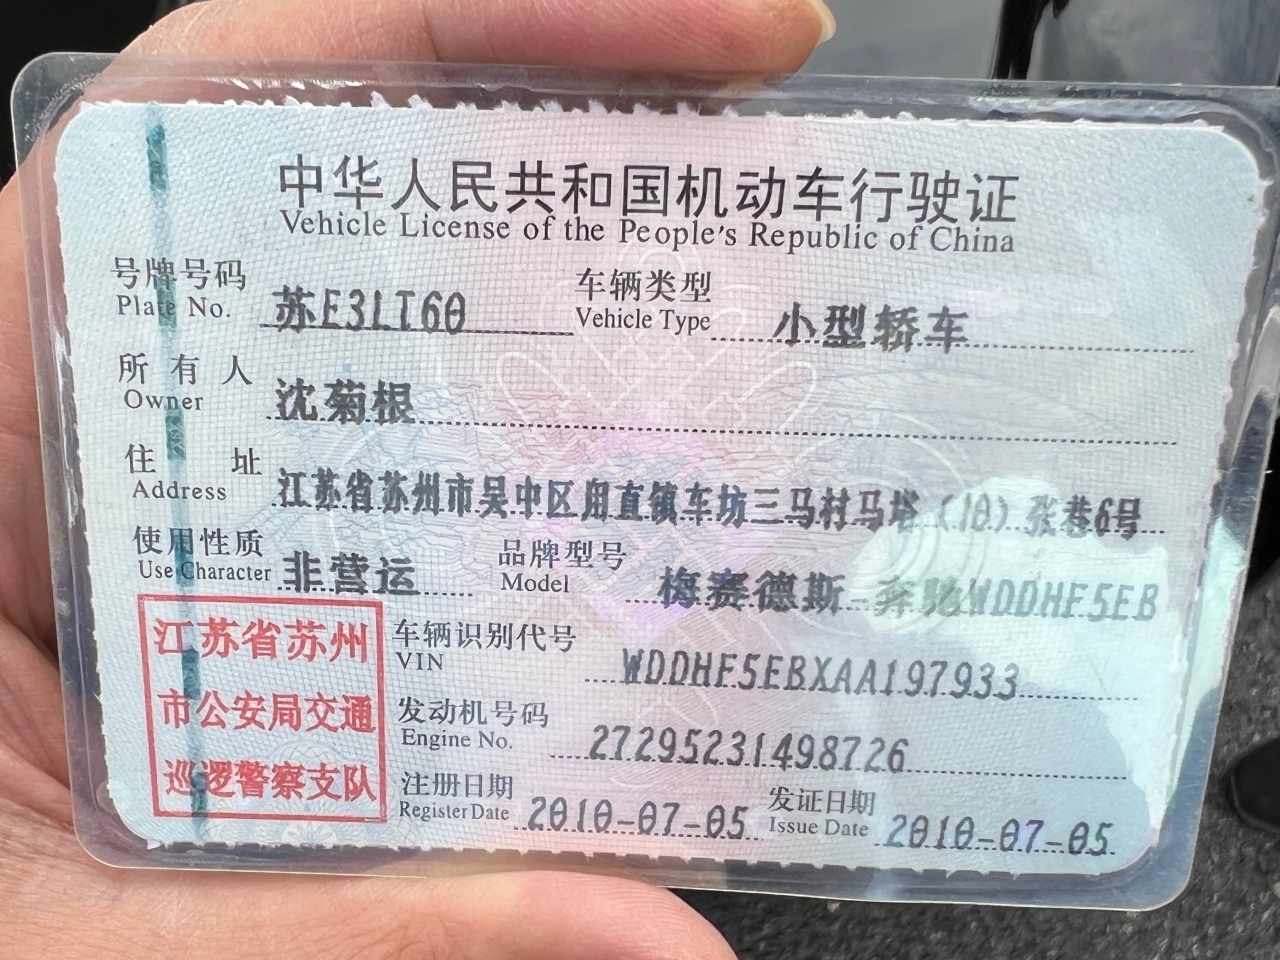 中华人民共和国机动车行驶证
Vehicle License of the People's Republic of China
号牌号码 苏E3LT60 车辆类型 小型轿车
Plate No. Vehicle Type
所有人 沈菊根
Owner
住址 江苏省苏州市吴中区甪直镇车坊三马村马塔(10)张巷6号
Address
使用性质 非营运 品牌型号 梅赛德斯-奔驰WDDHF5EB
Use Character Model
江苏省苏州
市公安局交通
巡逻警察支队
车辆识别代号 WDDHF5EBXAA197933
VIN
发动机号码 27295231498726
Engine No.
注册日期 2010-07-05 发证日期 2010-07-05
Register Date Issue Date